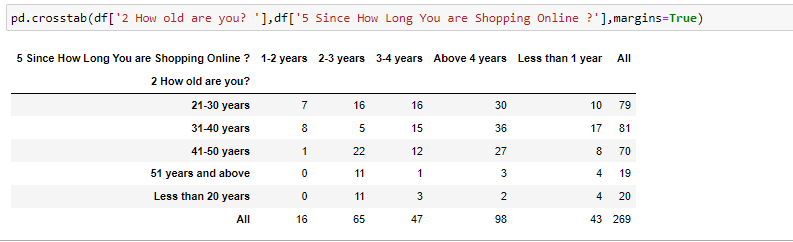 pd.crosstab(df['2 How old are you? '],df['5 Since How Long You are Shopping Online ?'],margins=True)
5 Since How Long You are Shopping Online ? 1-2 years 2-3 years 3-4 years Above 4 years Less than 1 year All
2 How old are you?
21-30 years 7 16 16 30 10 79
31-40 years 8 5 15 36 17 81
41-50 yaers 1 22 12 27 8 70
51 years and above 0 11 1 3 4 19
Less than 20 years 0 11 3 2 4 20
All 16 65 47 98 43 269